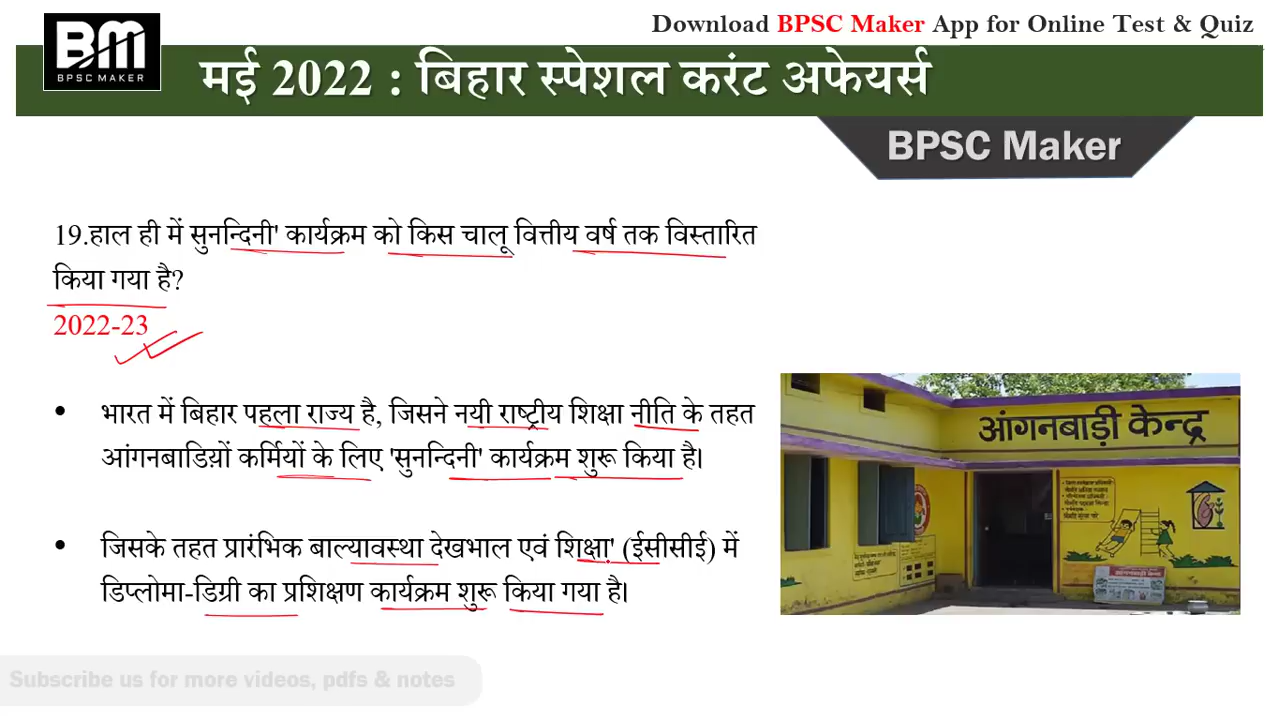 Download BPSC Maker App for Online Test & Quiz
BM
BPSC MAKER
मई 2022 : बिहार स्पेशल करंट अफेयर्स
BPSC Maker
19.हाल ही में सुनन्दिनी' कार्यक्रम को किस चालू वित्तीय वर्ष तक विस्तारित
किया गया है?
2022-23
• भारत में बिहार पहला राज्य है, जिसने नयी राष्ट्रीय शिक्षा नीति के तहत
आंगनबाडिय़ों कर्मियों के लिए 'सुनन्दिनी' कार्यक्रम शुरू किया है।
• जिसके तहत प्रारंभिक बाल्यावस्था देखभाल एवं शिक्षा' (ईसीसीई) में
डिप्लोमा-डिग्री का प्रशिक्षण कार्यक्रम शुरू किया गया है।
आंगनबाड़ी केन्द्र
Subscribe us for more videos, pdfs & notes